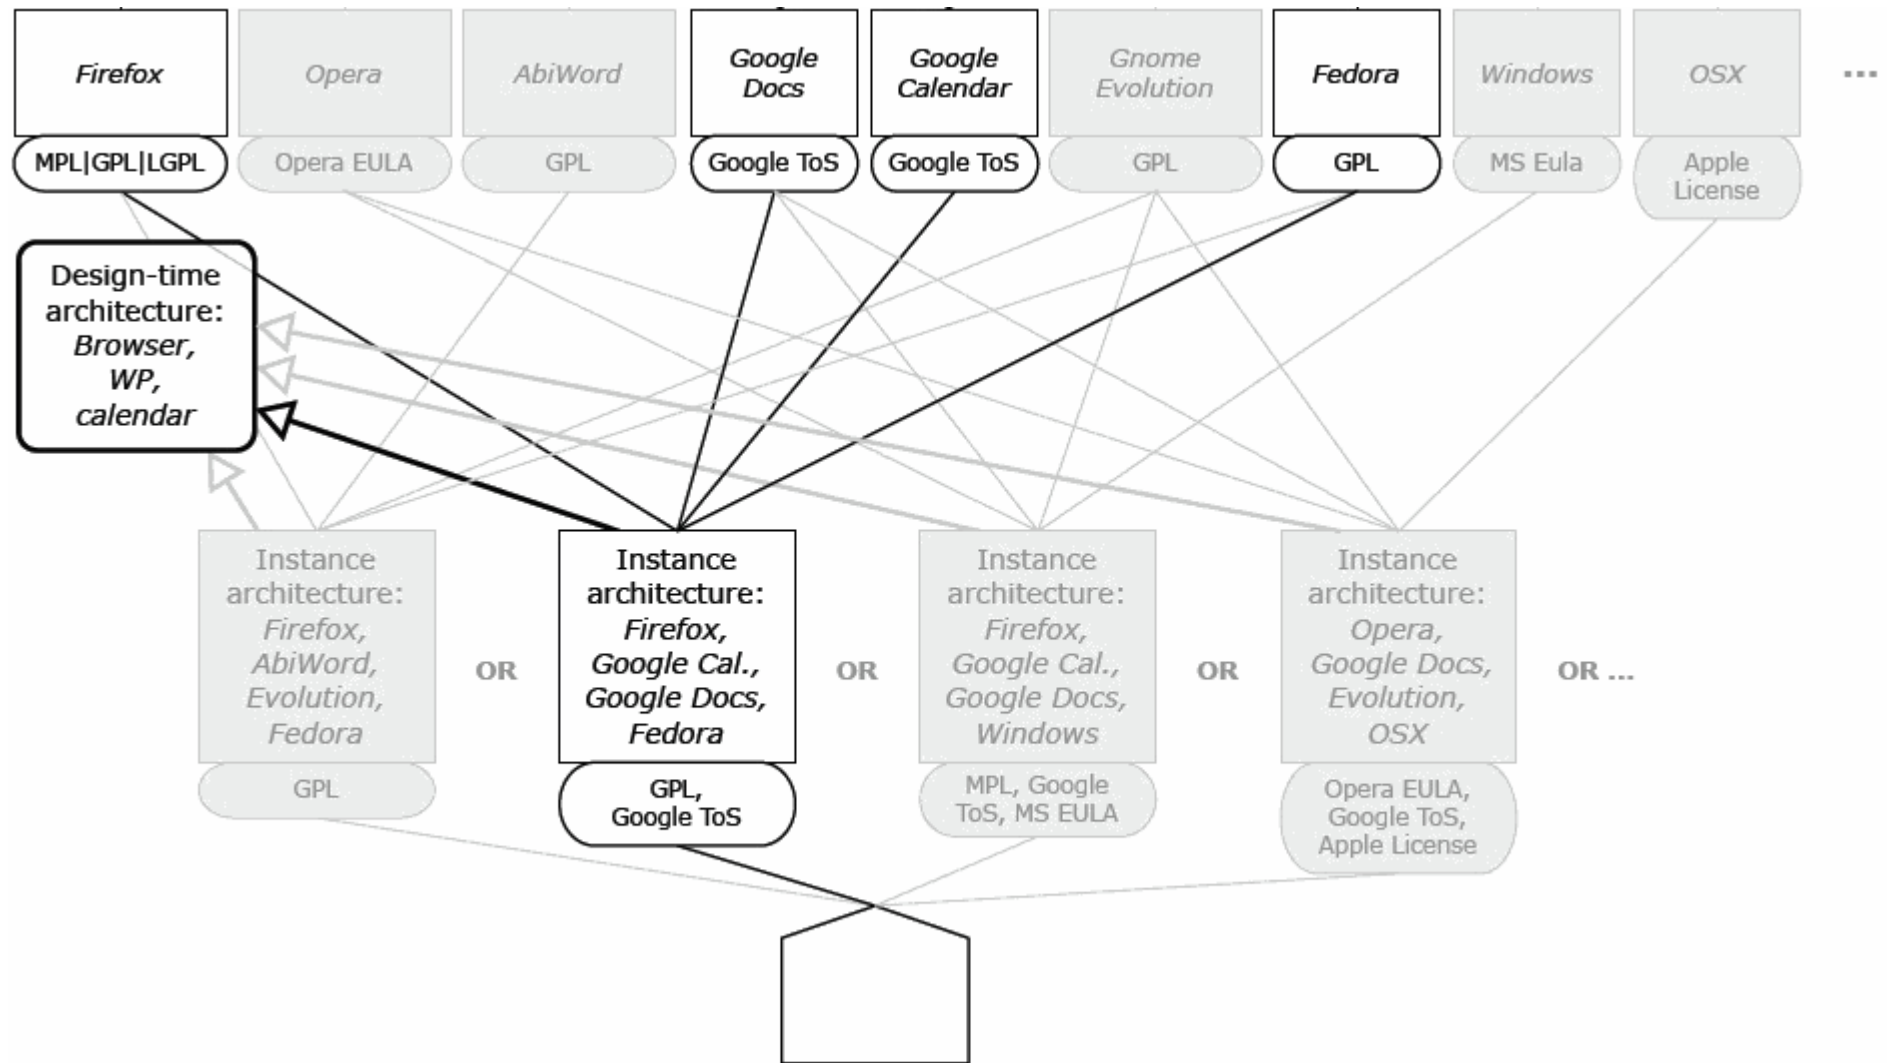 Firefox
Opera
AbiWord
Google
Docs
Google
Calendar
Gnome
Evolution
Fedora
Windows
OSX
...
MPL|GPL|LGPL
Opera EULA
GPL
Google ToS
Google ToS
GPL
GPL
MS Eula
Apple
License
Design-time
architecture:
Browser,
WP,
calendar
Instance
architecture:
Firefox,
AbiWord,
Evolution,
Fedora
GPL
OR
Instance
architecture:
Firefox,
Google Cal.,
Google Docs,
Fedora
GPL,
Google ToS
OR
Instance
architecture:
Firefox,
Google Cal.,
Google Docs,
Windows
MPL, Google
ToS, MS EULA
OR
Instance
architecture:
Opera,
Google Docs,
Evolution,
OSX
Opera EULA,
Google ToS,
Apple License
OR ...